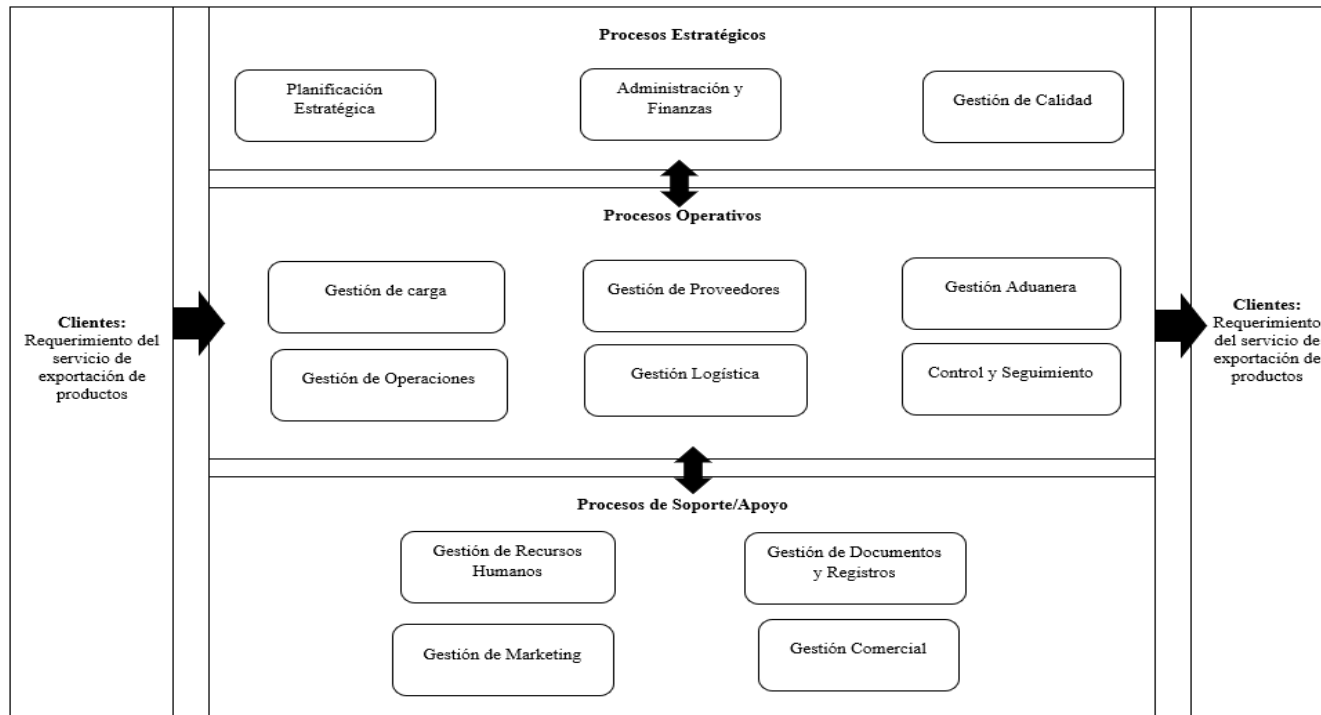 Procesos Estratégicos
Planificación
Estratégica
Administración y
Finanzas
Gestión de Calidad
Procesos Operativos
Gestión de carga
Gestión de Proveedores
Gestión Aduanera
Gestión de Operaciones
Gestión Logística
Control y Seguimiento
Clientes:
Requerimiento del
servicio de
exportación de
productos
Clientes:
Requerimiento
del servicio de
exportación de
productos
Procesos de Soporte/Apoyo
Gestión de Recursos
Humanos
Gestión de Documentos
y Registros
Gestión de Marketing
Gestión Comercial